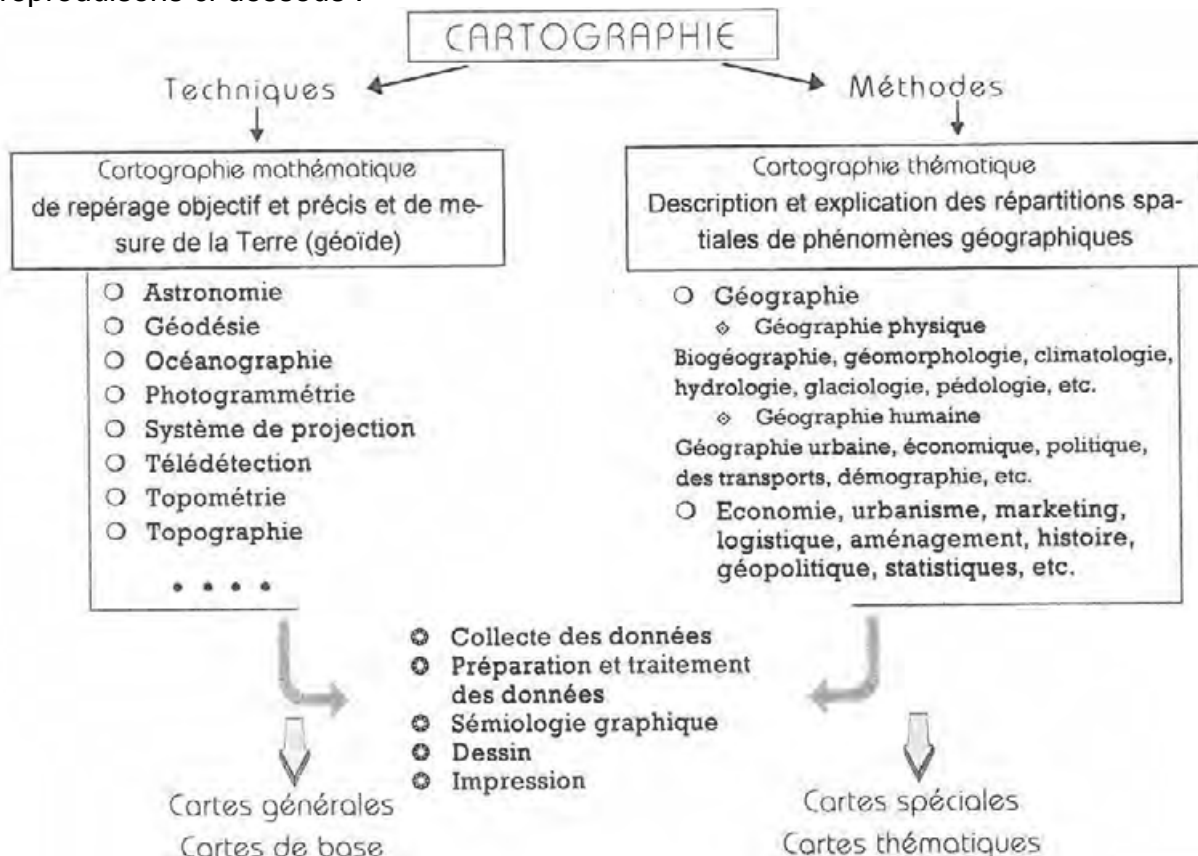 reproduisons ci-dessous :
CARTOGRAPHIE
Techniques
Méthodes
Cartographie mathématique
de repérage objectif et précis et de me-
sure de la Terre (géoïde)
○ Astronomie
○ Géodésie
○ Océanographie
○ Photogrammétrie
○ Système de projection
○ Télédétection
○ Topométrie
○ Topographie
• • • •
Cartographie thématique
Description et explication des répartitions spa-
tiales de phénomènes géographiques
○ Géographie
◈ Géographie physique
Biogéographie, géomorphologie, climatologie,
hydrologie, glaciologie, pédologie, etc.
◈ Géographie humaine
Géographie urbaine, économique, politique,
des transports, démographie, etc.
○ Economie, urbanisme, marketing,
logistique, aménagement, histoire,
géopolitique, statistiques, etc.
Collecte des données
Préparation et traitement
des données
Sémiologie graphique
Dessin
Impression
Cartes générales
Cartes de base
Cartes spéciales
Cartes thématiques